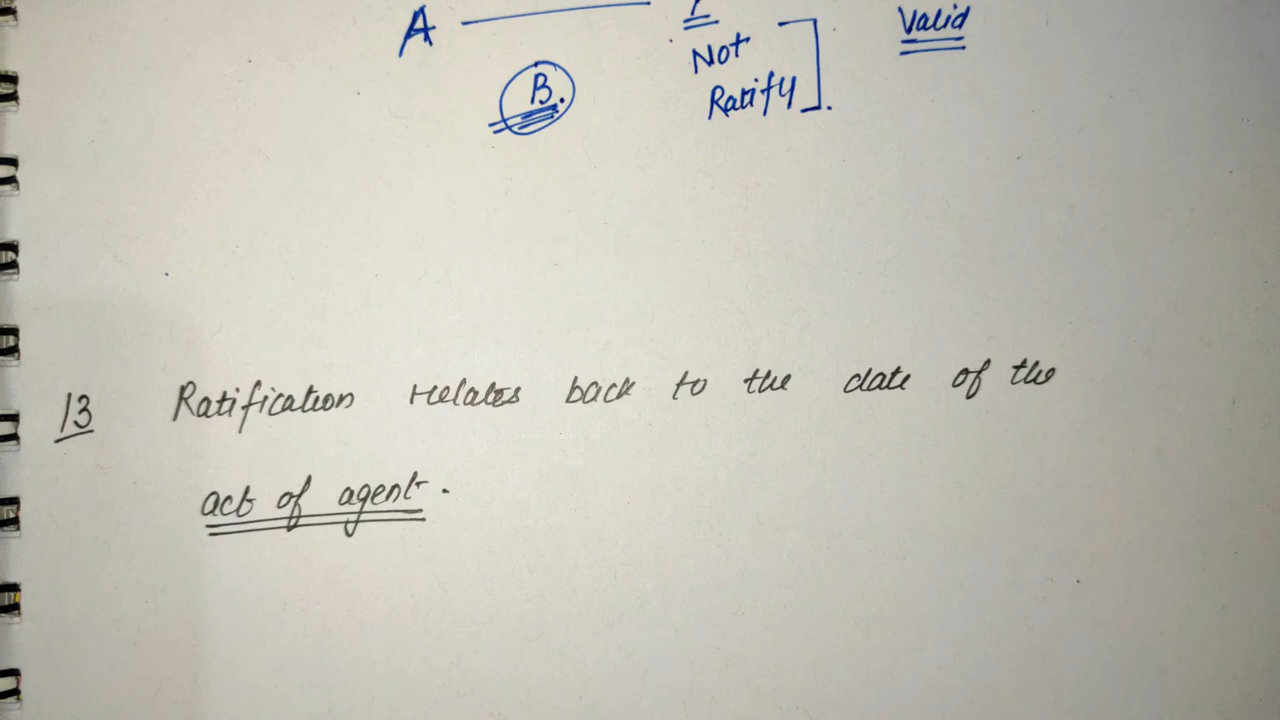 A Valid
Not
B. Ratify
13 Ratification relates back to the date of the
act of agent.